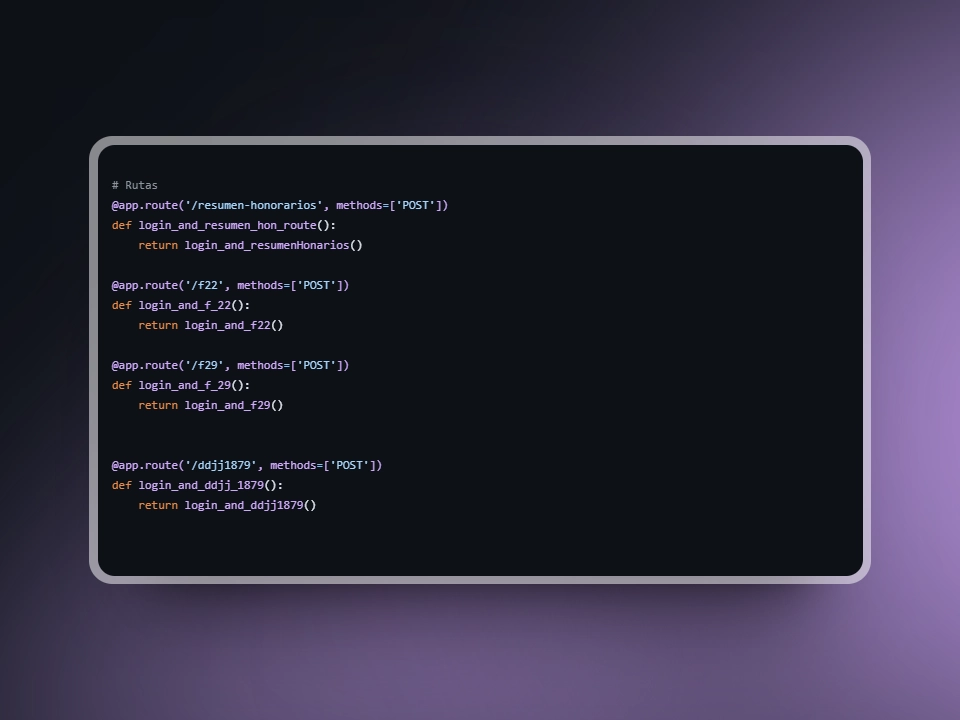 # Rutas
@app.route('/resumen-honorarios', methods=['POST'])
def login_and_resumen_hon_route():
    return login_and_resumenHonarios()
@app.route('/f22', methods=['POST'])
def login_and_f_22():
    return login_and_f22()
@app.route('/f29', methods=['POST'])
def login_and_f_29():
    return login_and_f29()
@app.route('/ddjj1879', methods=['POST'])
def login_and_ddjj_1879():
    return login_and_ddjj1879()